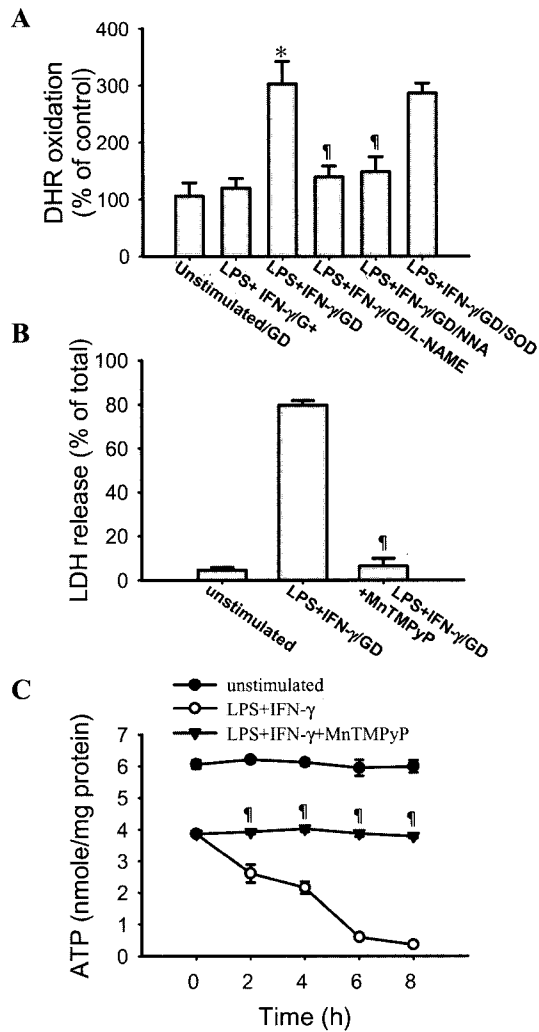 A
DHR oxidation
(% of control)
400
300
200
100
0
*
¶
¶
Unstimulated/GD
LPS+ IFN-γ/G+
LPS+IFN-γ/GD
LPS+IFN-γ/GD/L-NAME
LPS+IFN-γ/GD/NNA
LPS+IFN-γ/GD/SOD
B
LDH release (% of total)
100
80
60
40
20
0
¶
unstimulated
LPS+IFN-γ/GD
LPS+IFN-γ/GD
+MnTMPyP
C
unstimulated
LPS+IFN-γ
LPS+IFN-γ+MnTMPyP
ATP (nmole/mg protein)
7
6
5
4
3
2
1
0
¶ ¶ ¶ ¶
0 2 4 6 8
Time (h)